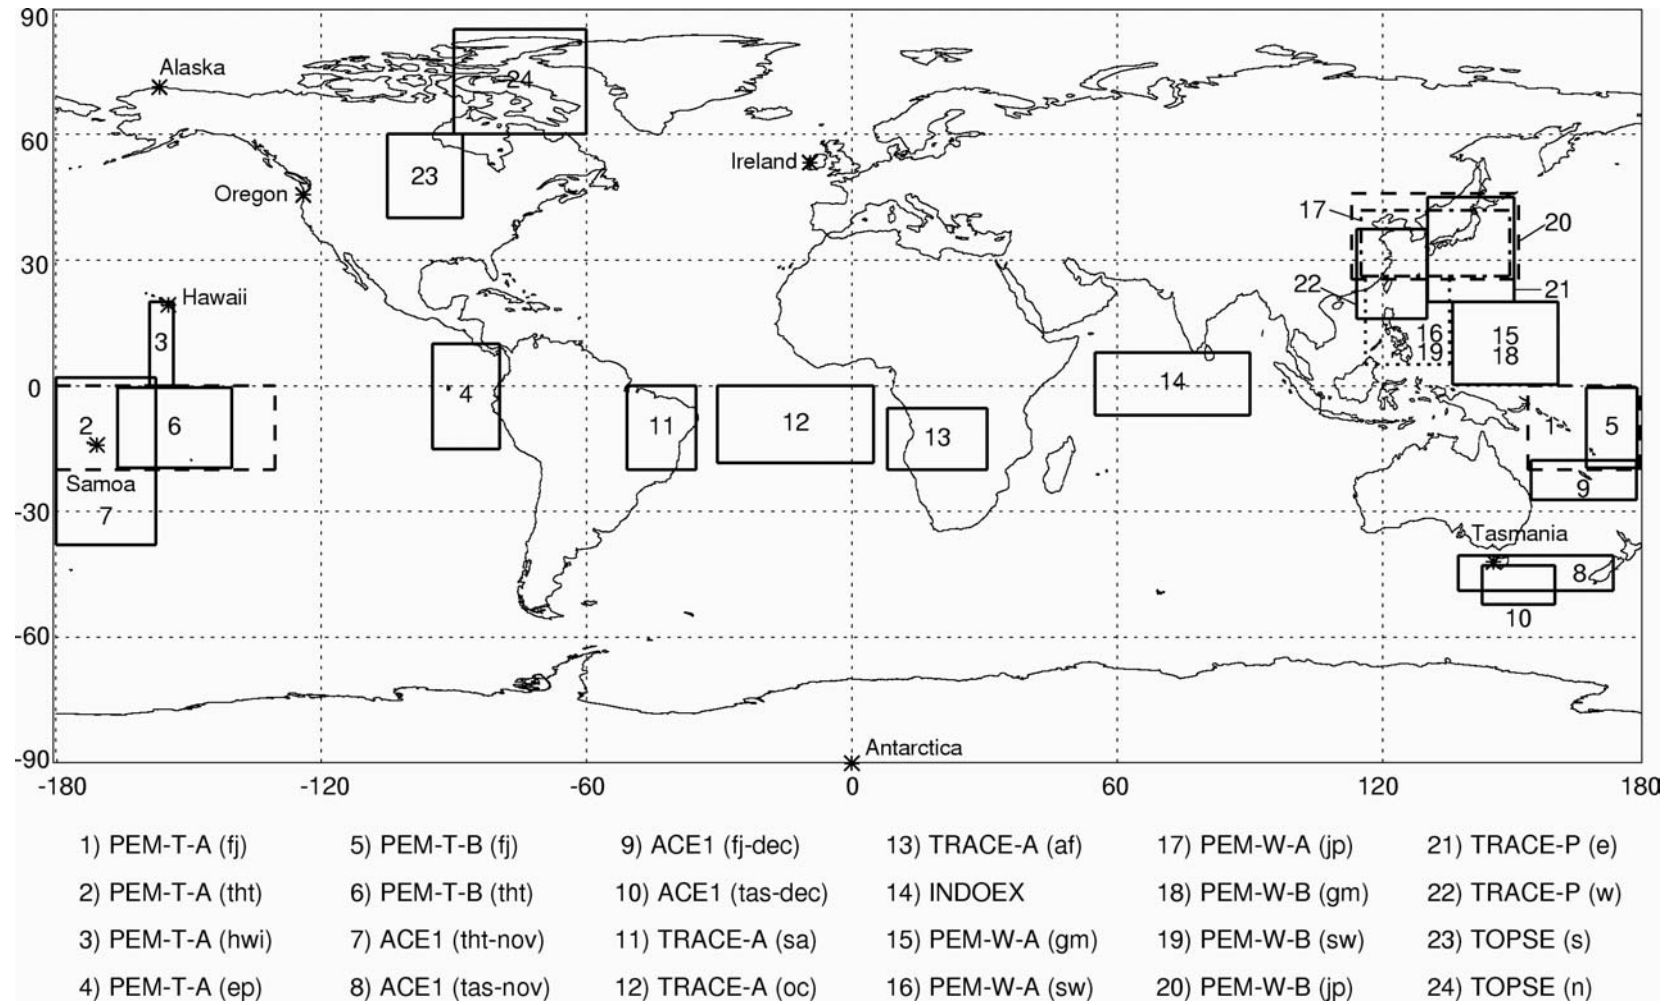 90
Alaska
24
60
Ireland
23
Oregon
17
20
30
Hawaii
22
21
3
16
15
19
18
14
0
4
2
6
11
12
13
1
5
Samoa
9
7
-30
Tasmania
8
10
-60
Antarctica
-90
-180 -120 -60 0 60 120 180
1) PEM-T-A (fj) 5) PEM-T-B (fj) 9) ACE1 (fj-dec) 13) TRACE-A (af) 17) PEM-W-A (jp) 21) TRACE-P (e)
2) PEM-T-A (tht) 6) PEM-T-B (tht) 10) ACE1 (tas-dec) 14) INDOEX 18) PEM-W-B (gm) 22) TRACE-P (w)
3) PEM-T-A (hwi) 7) ACE1 (tht-nov) 11) TRACE-A (sa) 15) PEM-W-A (gm) 19) PEM-W-B (sw) 23) TOPSE (s)
4) PEM-T-A (ep) 8) ACE1 (tas-nov) 12) TRACE-A (oc) 16) PEM-W-A (sw) 20) PEM-W-B (jp) 24) TOPSE (n)